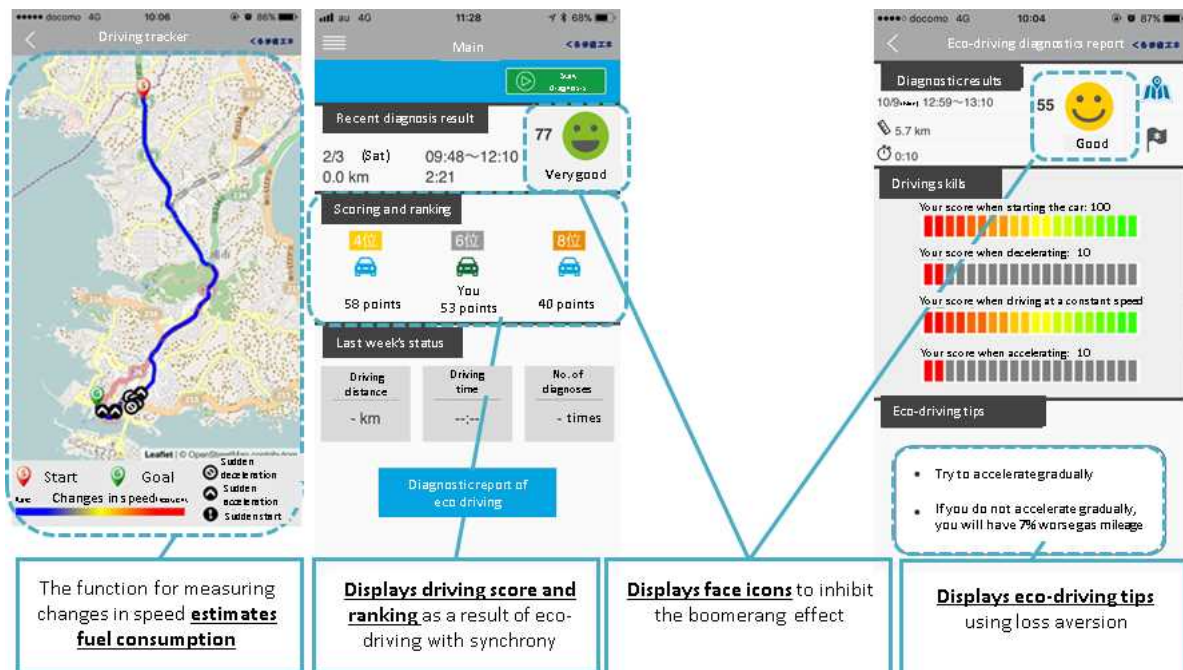 docomo 4G 10:06 86%
Driving tracker
Leaflet | © OpenStreetMap contributors
Start
Goal
Sudden
deceleration
Sudden
acceleration
Sudden start
Changes in speed
au 4G 11:28 68%
Main
Recent diagnosis result
2/3 (Sat) 09:48～12:10
0.0 km 2:21
77
Very good
Scoring and ranking
4位 6位 8位
You
58 points 53 points 40 points
Last week's status
Driving
distance
- km
Driving
time
--:--
No. of
diagnoses
- times
Diagnostic report of
eco driving
docomo 4G 10:04 87%
Eco-driving diagnostics report
Diagnostic results
10/9 12:59～13:10
5.7 km
0:10
55
Good
Driving skills
Your score when starting the car: 100
Your score when decelerating: 10
Your score when driving at a constant speed
Your score when accelerating: 10
Eco-driving tips
• Try to accelerate gradually
• If you do not accelerate gradually,
you will have 7% worse gas mileage
The function for measuring
changes in speed estimates
fuel consumption
Displays driving score and
ranking as a result of eco-
driving with synchrony
Displays face icons to inhibit
the boomerang effect
Displays eco-driving tips
using loss aversion